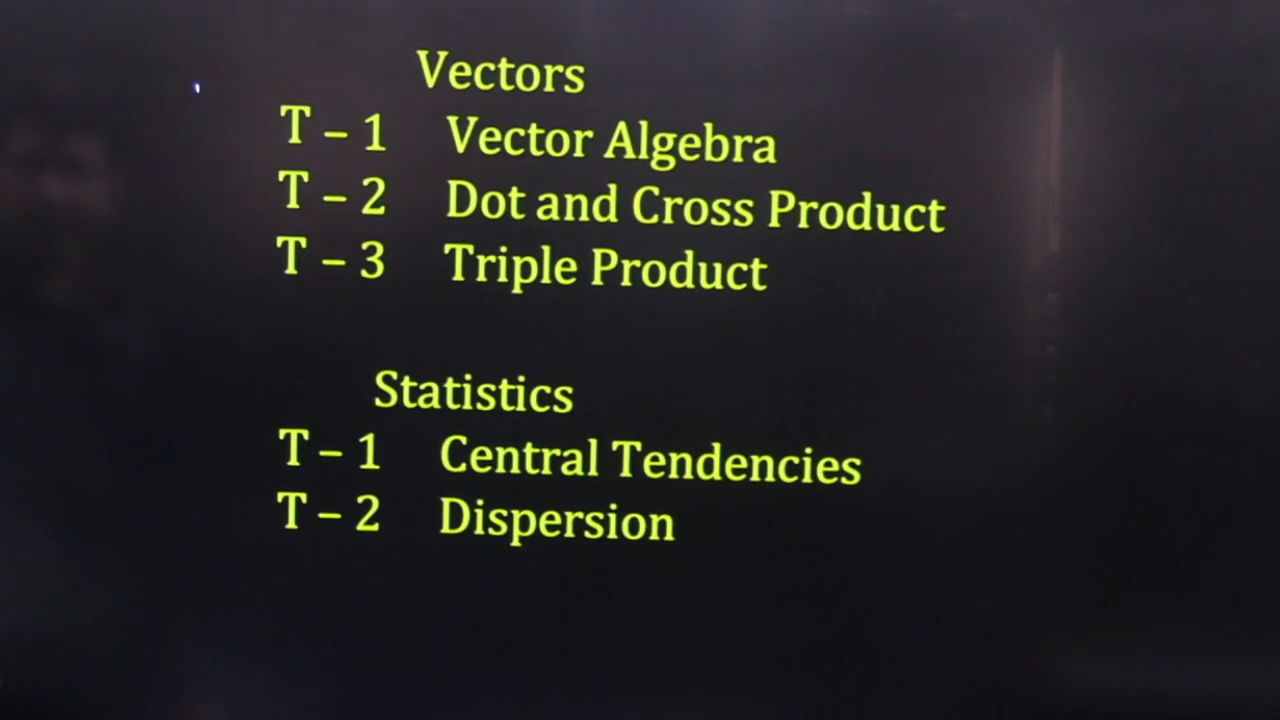 Vectors
T – 1 Vector Algebra
T – 2 Dot and Cross Product
T – 3 Triple Product
Statistics
T – 1 Central Tendencies
T – 2 Dispersion